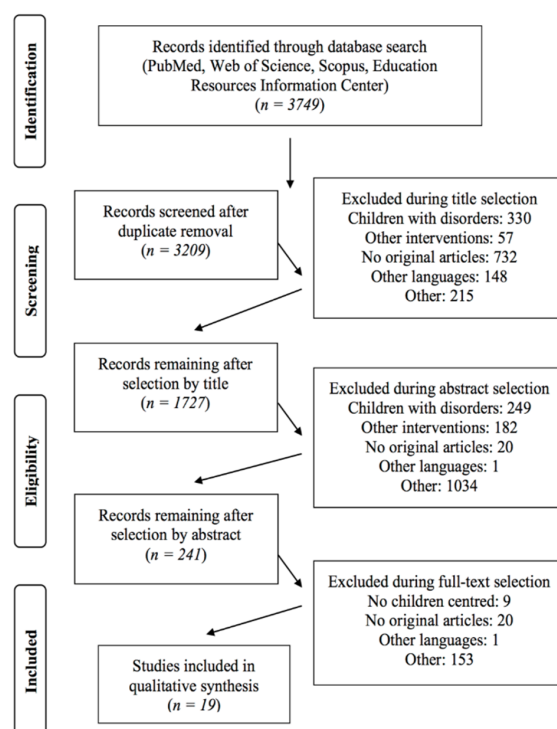 Identification
Records identified through database search
(PubMed, Web of Science, Scopus, Education
Resources Information Center)
(n = 3749)
Screening
Records screened after
duplicate removal
(n = 3209)
Excluded during title selection
Children with disorders: 330
Other interventions: 57
No original articles: 732
Other languages: 148
Other: 215
Records remaining after
selection by title
(n = 1727)
Eligibility
Excluded during abstract selection
Children with disorders: 249
Other interventions: 182
No original articles: 20
Other languages: 1
Other: 1034
Records remaining after
selection by abstract
(n = 241)
Included
Excluded during full-text selection
No children centred: 9
No original articles: 20
Other languages: 1
Other: 153
Studies included in
qualitative synthesis
(n = 19)